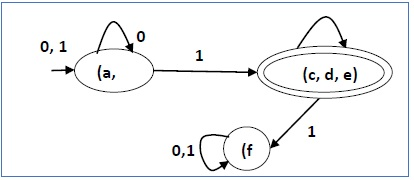 0, 1
0
(a,
1
(c, d, e)
1
0,1
(f